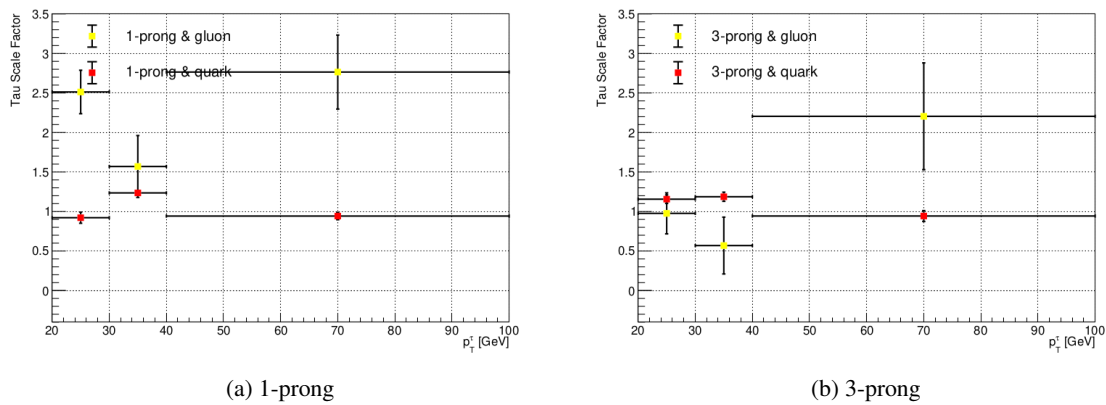 Tau Scale Factor
3.5
3
2.5
2
1.5
1
0.5
0
1-prong & gluon
1-prong & quark
20 30 40 50 60 70 80 90 100
p_T^τ [GeV]
(a) 1-prong
Tau Scale Factor
3.5
3
2.5
2
1.5
1
0.5
0
3-prong & gluon
3-prong & quark
20 30 40 50 60 70 80 90 100
p_T^τ [GeV]
(b) 3-prong